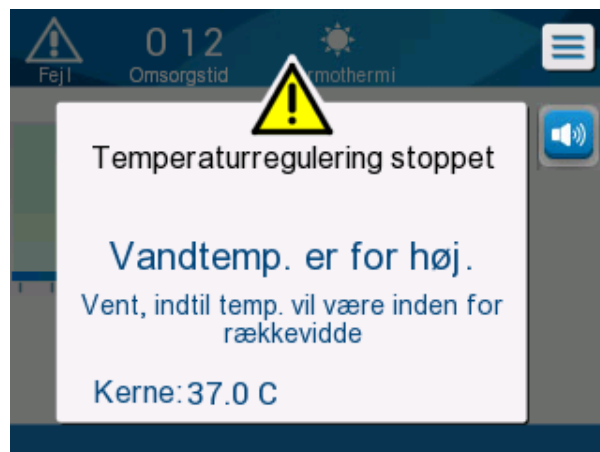 0 12
Fejl
Omsorgstid
rmothermi
Temperaturregulering stoppet
Vandtemp. er for høj.
Vent, indtil temp. vil være inden for
rækkevidde
Kerne: 37.0 C